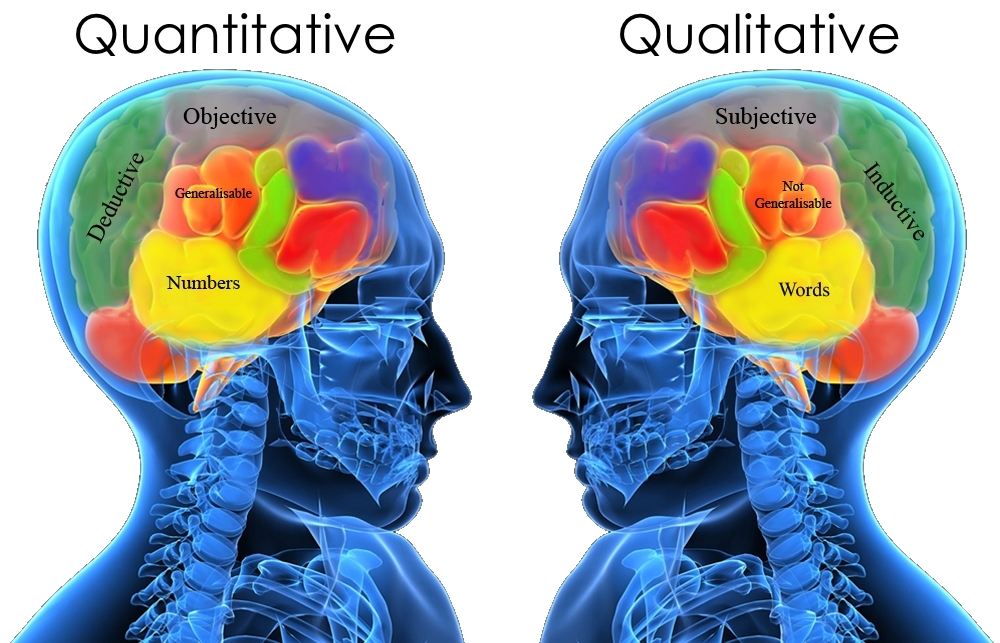 Quantitative
Objective
Deductive
Generalisable
Numbers
Qualitative
Subjective
Not
Generalisable
Inductive
Words